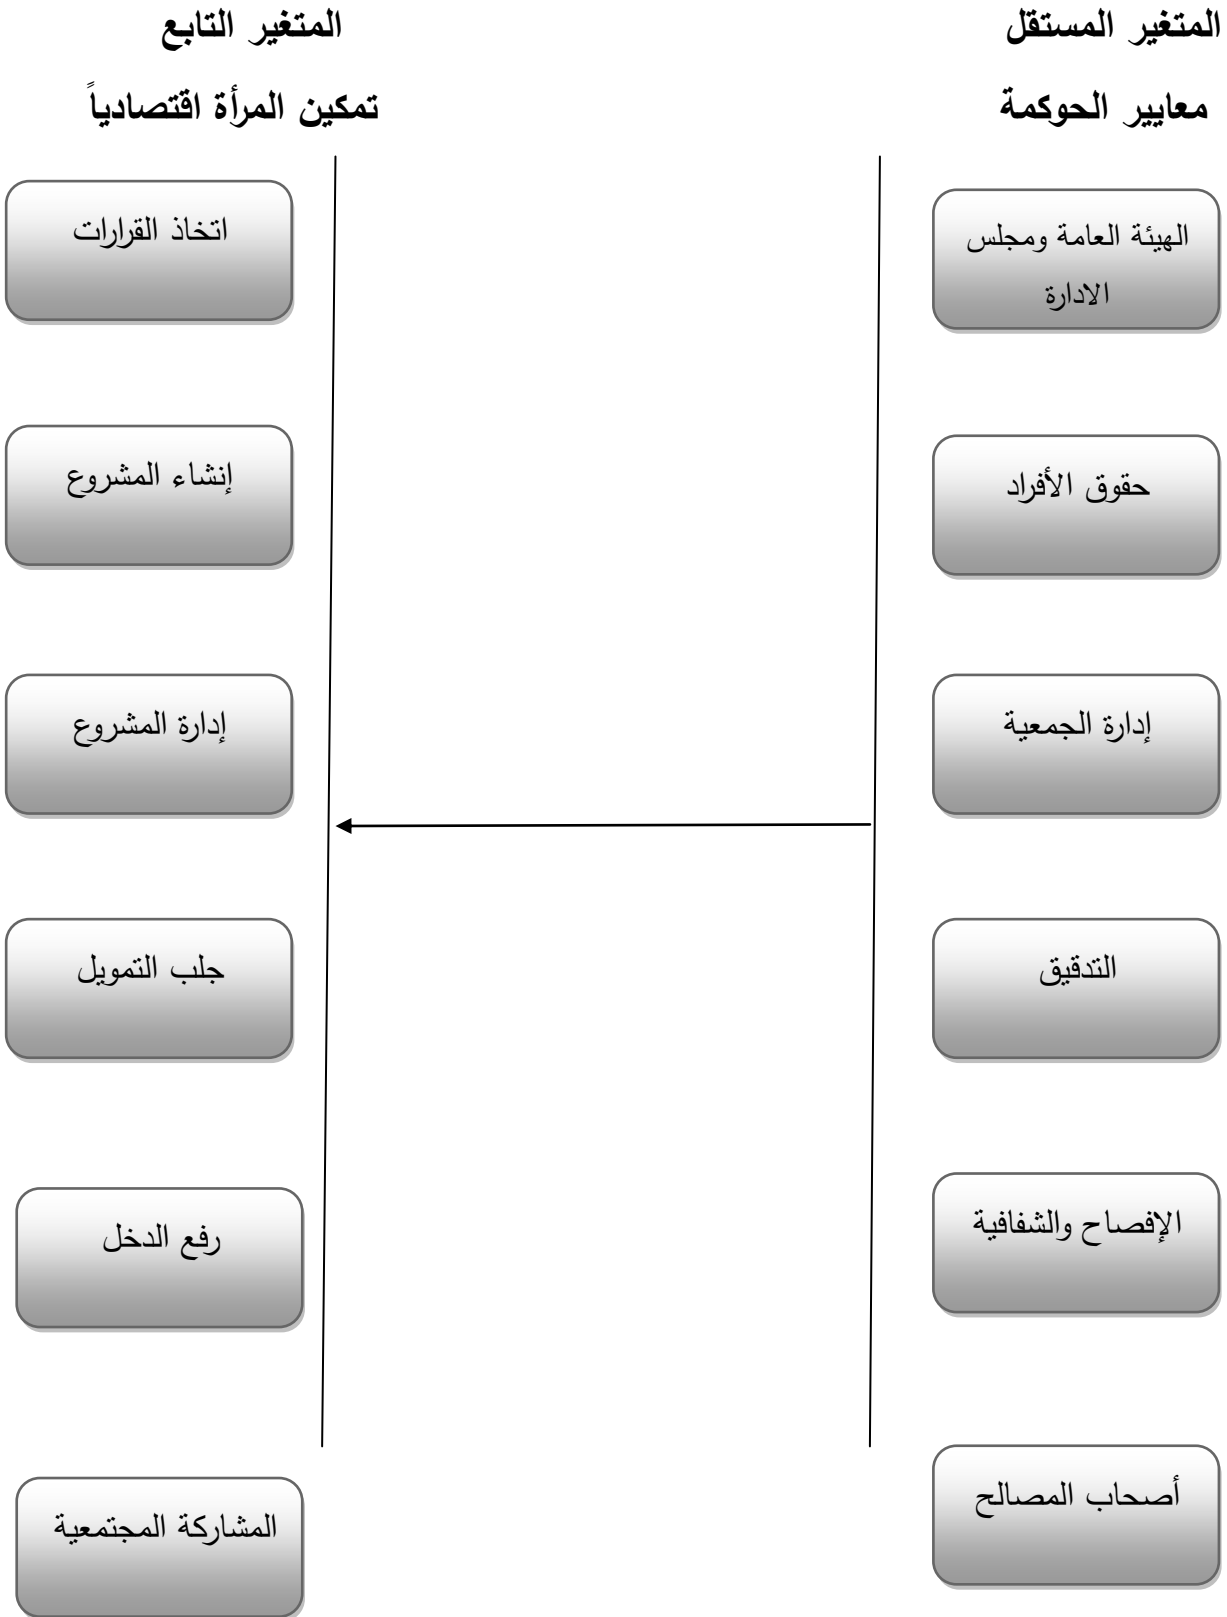 المتغير المستقل
المتغير التابع
معايير الحوكمة
تمكين المرأة اقتصادياً
الهيئة العامة ومجلس
الادارة
اتخاذ القرارات
حقوق الأفراد
إنشاء المشروع
إدارة الجمعية
إدارة المشروع
التدقيق
جلب التمويل
الإفصاح والشفافية
رفع الدخل
أصحاب المصالح
المشاركة المجتمعية